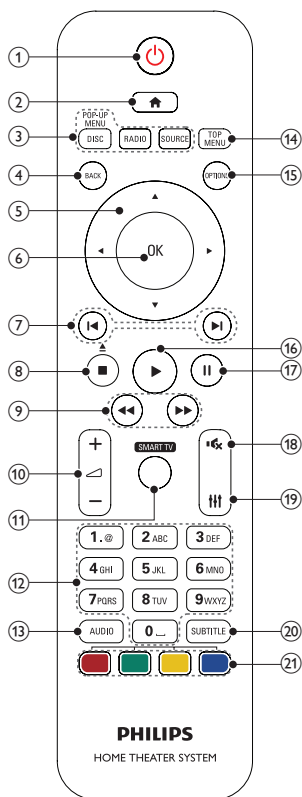 1
2
POP-UP
MENU
3 DISC RADIO SOURCE TOP
MENU 14
4 BACK OPTIONS 15
5
6 OK
7
16
8 17
9
SMART TV 18
+
10
– 19
11
1.@ 2 ABC 3 DEF
4 GHI 5 JKL 6 MNO
12
7 PQRS 8 TUV 9 WXYZ
13 AUDIO 0 SUBTITLE 20
21
PHILIPS
HOME THEATER SYSTEM